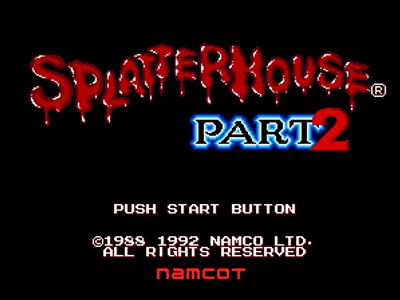 SPLATTERHOUSE®
PART 2
PUSH START BUTTON
©1988 1992 NAMCO LTD.
ALL RIGHTS RESERVED
namcot